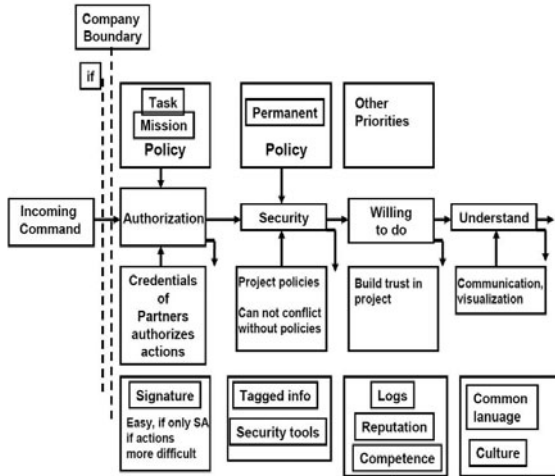 Company
Boundary
if
Task
Mission
Policy
Permanent
Policy
Other
Priorities
Incoming
Command
Authorization
Security
Willing
to do
Understand
Credentials
of
Partners
authorizes
actions
Project policies
Can not conflict
without policies
Build trust in
project
Communication,
visualization
Signature
Easy, if only SA
if actions
more difficult
Tagged info
Security tools
Logs
Reputation
Competence
Common
lanuage
Culture